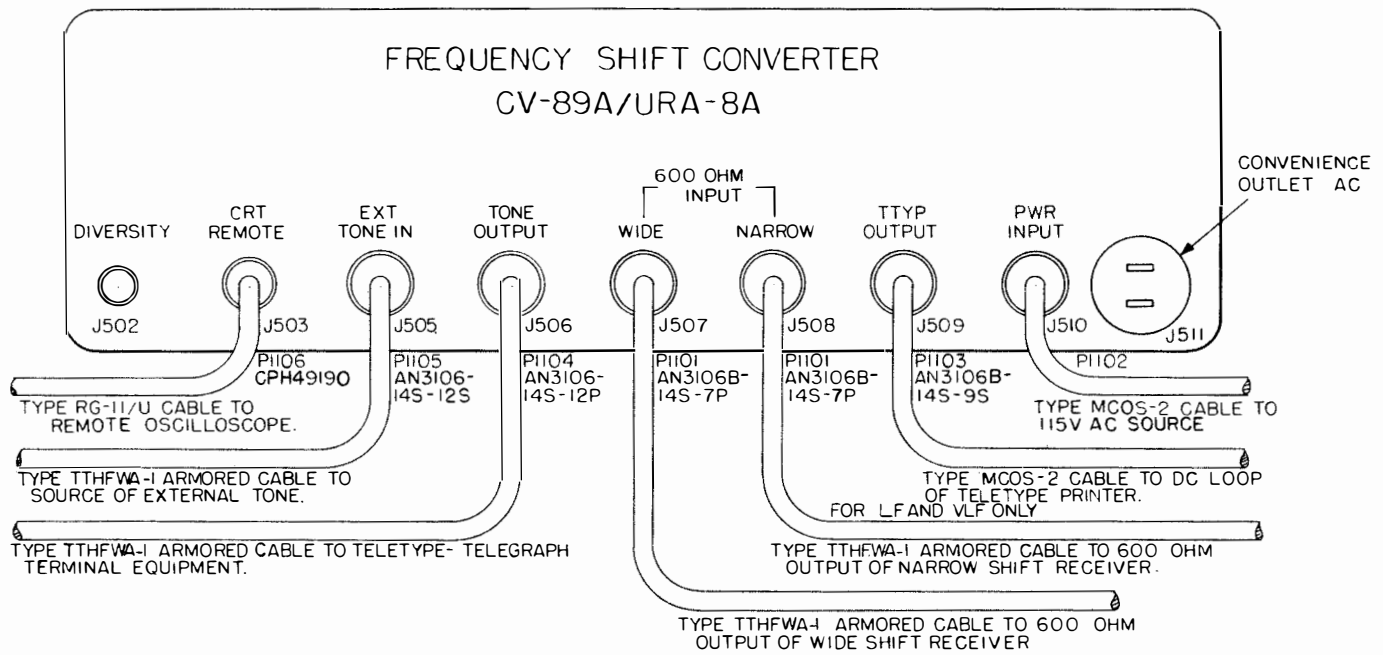 FREQUENCY SHIFT CONVERTER
CV-89A/URA-8A
CONVENIENCE
OUTLET AC
600 OHM
INPUT
DIVERSITY
CRT
REMOTE
EXT
TONE IN
TONE
OUTPUT
WIDE
NARROW
TTYP
OUTPUT
PWR
INPUT
J502
J503
J505
J506
J507
J508
J509
J510
J511
P1106
CPH49190
P1105
AN3106-
14S-12S
P1104
AN3106-
14S-12P
P1101
AN3106B-
14S-7P
P1101
AN3106B-
14S-7P
P1103
AN3106B-
14S-9S
P1102
TYPE RG-11/U CABLE TO
REMOTE OSCILLOSCOPE.
TYPE MCOS-2 CABLE TO
115V AC SOURCE
TYPE TTHFWA-1 ARMORED CABLE TO
SOURCE OF EXTERNAL TONE.
TYPE MCOS-2 CABLE TO DC LOOP
OF TELETYPE PRINTER.
FOR LF AND VLF ONLY
TYPE TTHFWA-1 ARMORED CABLE TO TELETYPE- TELEGRAPH
TERMINAL EQUIPMENT.
TYPE TTHFWA-1 ARMORED CABLE TO 600 OHM
OUTPUT OF NARROW SHIFT RECEIVER.
TYPE TTHFWA-1 ARMORED CABLE TO 600 OHM
OUTPUT OF WIDE SHIFT RECEIVER